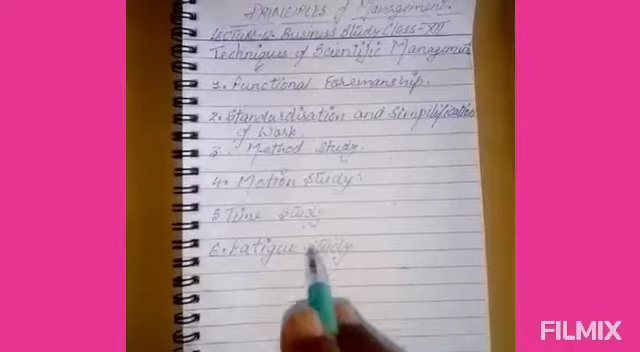 PRINCIPLES of Management.
LECTURE-12. Business Study Class-XII
Techniques of Scientific Management
1. Functional Foremanship.
2. Standardisation and Simplification
of Work
3. Method Study.
4. Motion Study:
5 Time Study
6. Fatigue Study
FILMIX